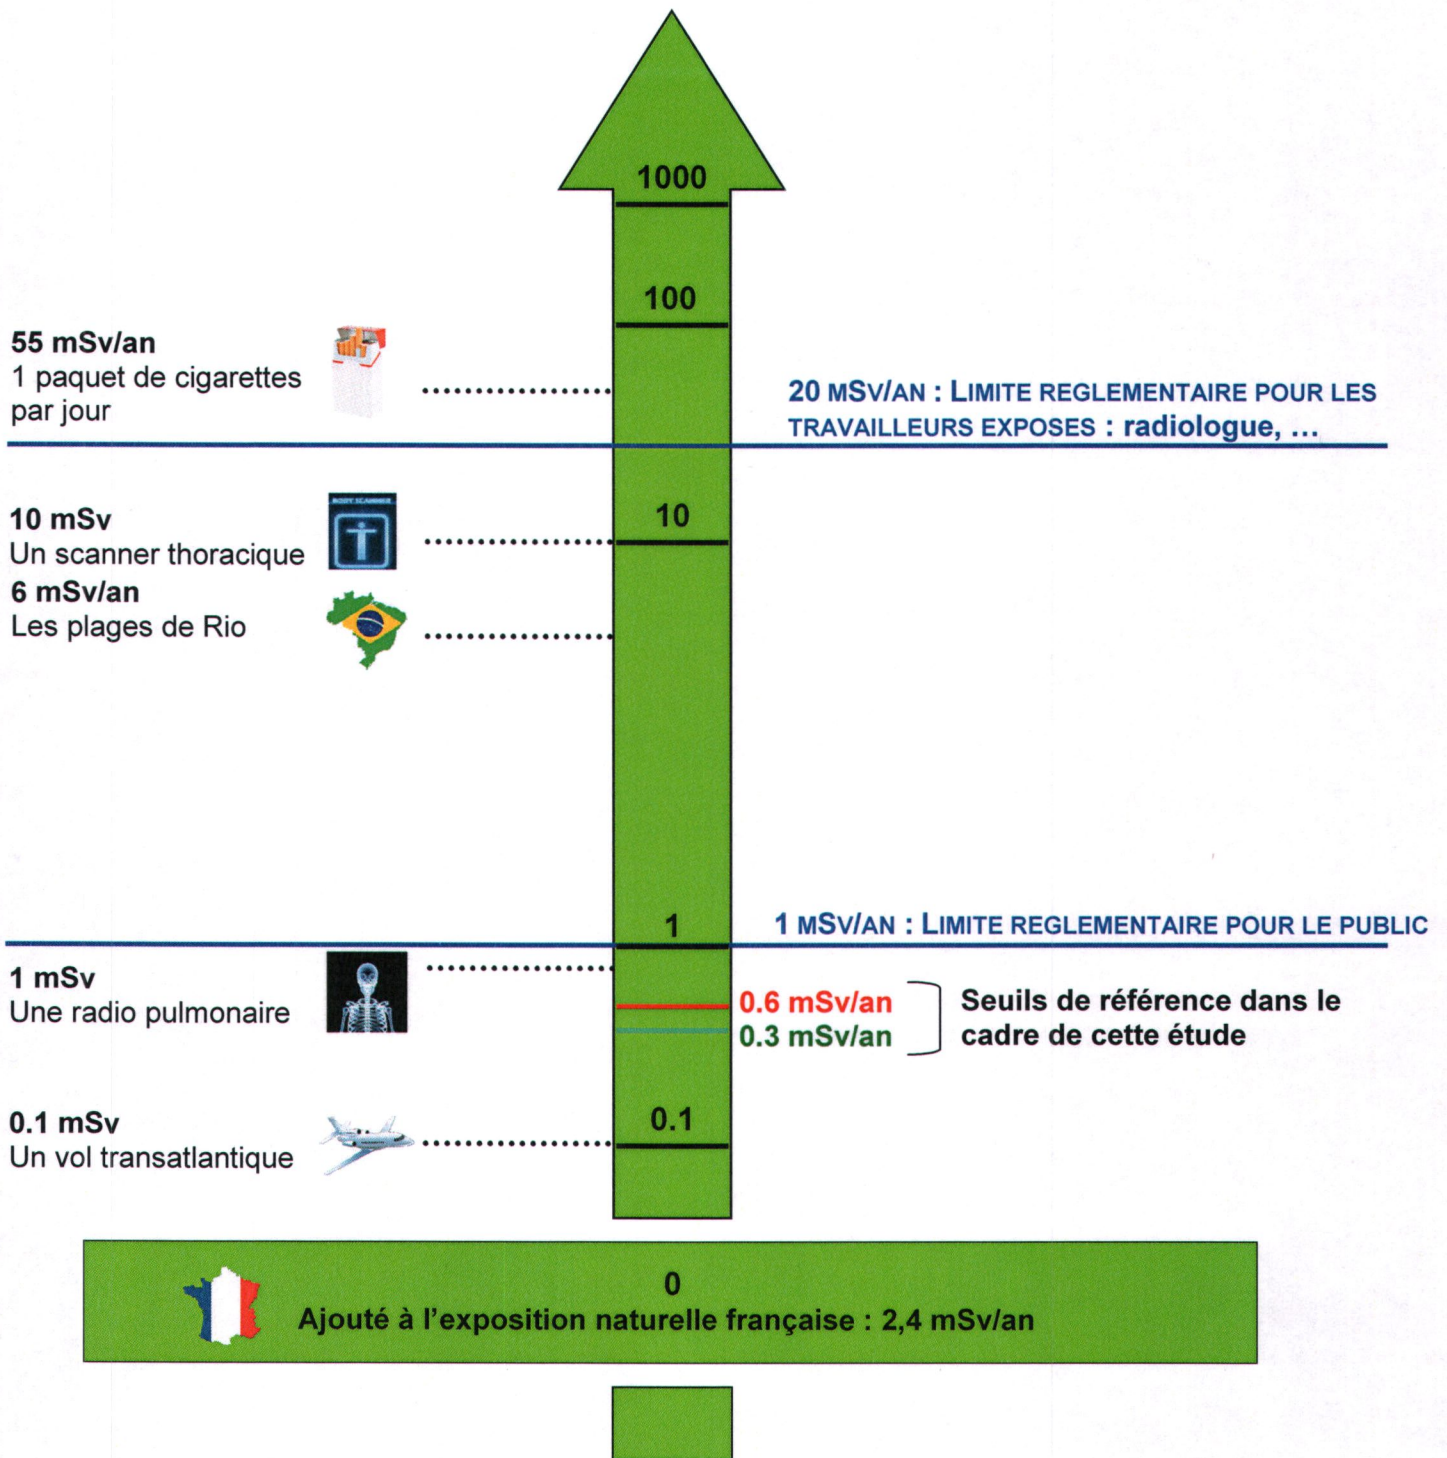 1000
100
55 mSv/an
1 paquet de cigarettes
par jour
20 MSV/AN : LIMITE REGLEMENTAIRE POUR LES
TRAVAILLEURS EXPOSES : radiologue, ...
10 mSv
Un scanner thoracique
BODY SCANNER
10
6 mSv/an
Les plages de Rio
1
1 MSV/AN : LIMITE REGLEMENTAIRE POUR LE PUBLIC
1 mSv
Une radio pulmonaire
0.6 mSv/an
0.3 mSv/an
Seuils de référence dans le
cadre de cette étude
0.1 mSv
Un vol transatlantique
0.1
0
Ajouté à l'exposition naturelle française : 2,4 mSv/an